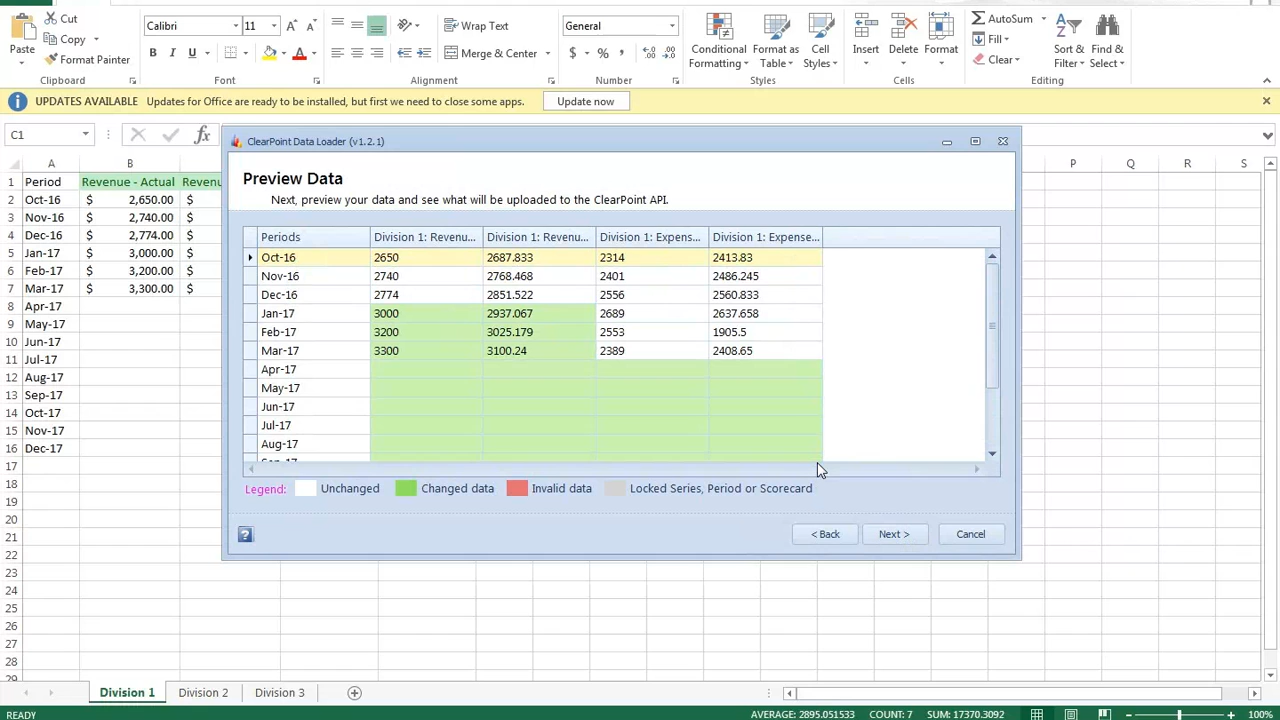 Cut
Copy
Format Painter
Paste
Clipboard
Calibri 11
B I U
Font
Wrap Text
Merge & Center
Alignment
General
$ % ,
Number
Conditional Formatting
Format as Table
Cell Styles
Styles
Insert Delete Format
Cells
AutoSum
Fill
Clear
Sort & Filter
Find & Select
Editing
UPDATES AVAILABLE Updates for Office are ready to be installed, but first we need to close some apps. Update now
C1 fx
A B P Q R S
1 Period Revenue - Actual Revenu
2 Oct-16 $ 2,650.00 $
3 Nov-16 $ 2,740.00 $
4 Dec-16 $ 2,774.00 $
5 Jan-17 $ 3,000.00 $
6 Feb-17 $ 3,200.00 $
7 Mar-17 $ 3,300.00 $
8 Apr-17
9 May-17
10 Jun-17
11 Jul-17
12 Aug-17
13 Sep-17
14 Oct-17
15 Nov-17
16 Dec-17
17
18
19
20
21
22
23
24
25
26
27
28
29
ClearPoint Data Loader (v1.2.1)
Preview Data
Next, preview your data and see what will be uploaded to the ClearPoint API.
Periods Division 1: Revenu... Division 1: Revenu... Division 1: Expens... Division 1: Expense...
Oct-16 2650 2687.833 2314 2413.83
Nov-16 2740 2768.468 2401 2486.245
Dec-16 2774 2851.522 2556 2560.833
Jan-17 3000 2937.067 2689 2637.658
Feb-17 3200 3025.179 2553 1905.5
Mar-17 3300 3100.24 2389 2408.65
Apr-17
May-17
Jun-17
Jul-17
Aug-17
Sep-17
Legend: Unchanged Changed data Invalid data Locked Series, Period or Scorecard
? < Back Next > Cancel
Division 1 Division 2 Division 3
READY AVERAGE: 2895.051533 COUNT: 7 SUM: 17370.3092 100%